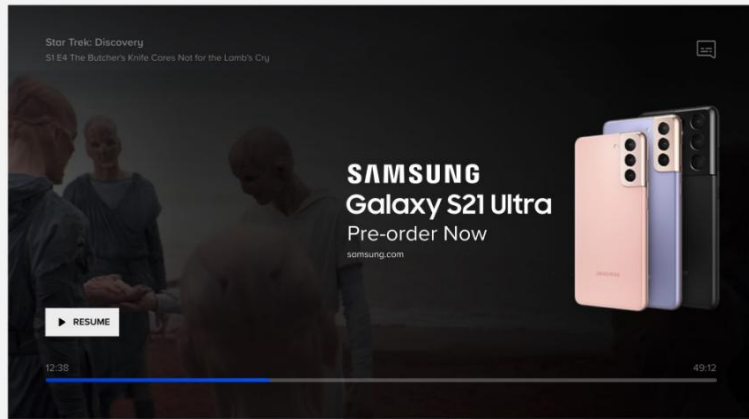 Star Trek: Discovery
S1 E4 The Butcher's Knife Cares Not for the Lamb's Cry
SAMSUNG
Galaxy S21 Ultra
Pre-order Now
samsung.com
SAMSUNG
RESUME
12:38
49:12